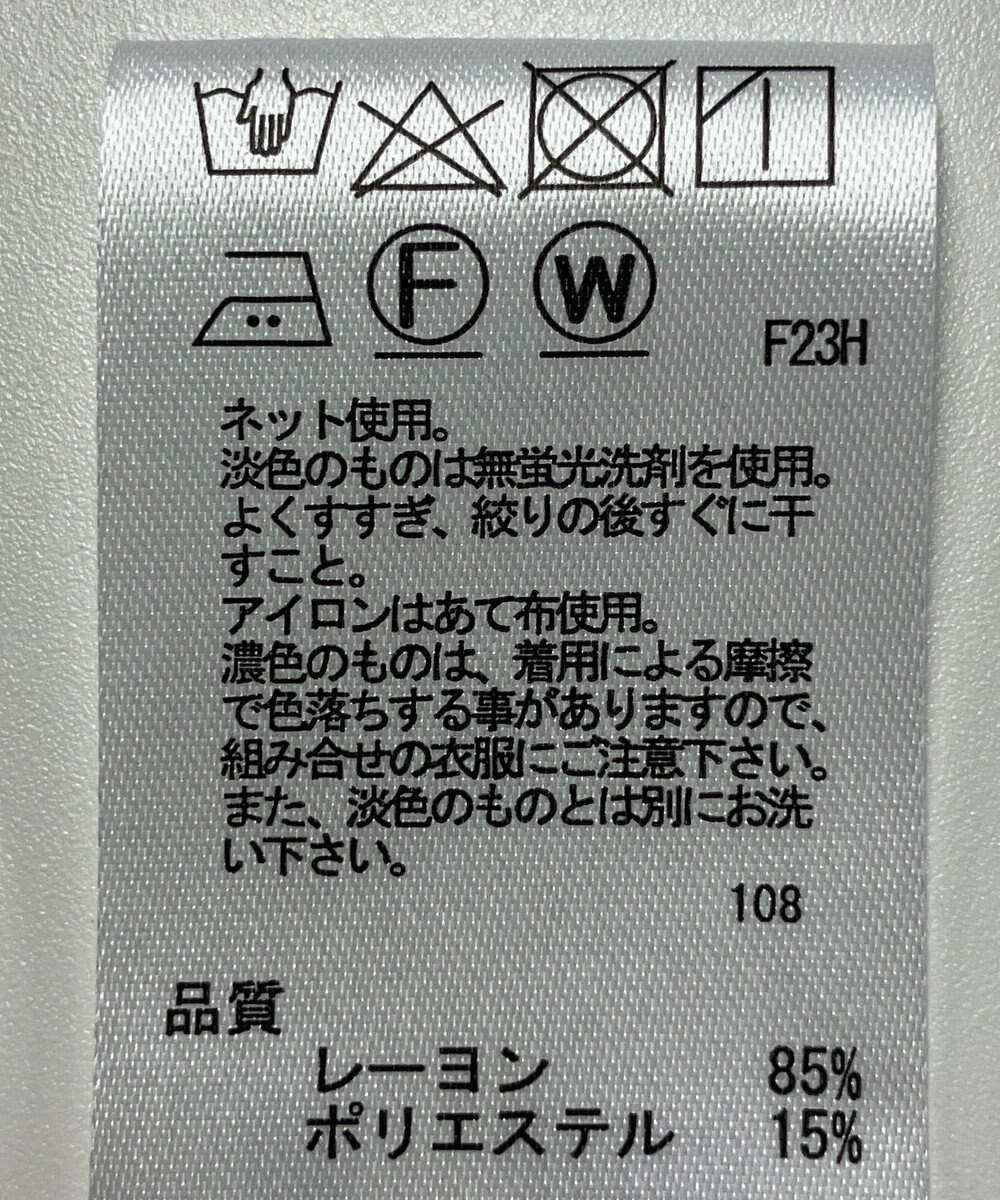 F W
F23H
ネット使用。
淡色のものは無蛍光洗剤を使用。
よくすすぎ、絞りの後すぐに干
すこと。
アイロンはあて布使用。
濃色のものは、着用による摩擦
で色落ちする事がありますので、
組み合せの衣服にご注意下さい。
また、淡色のものとは別にお洗
い下さい。
108
品質
レーヨン 85%
ポリエステル 15%